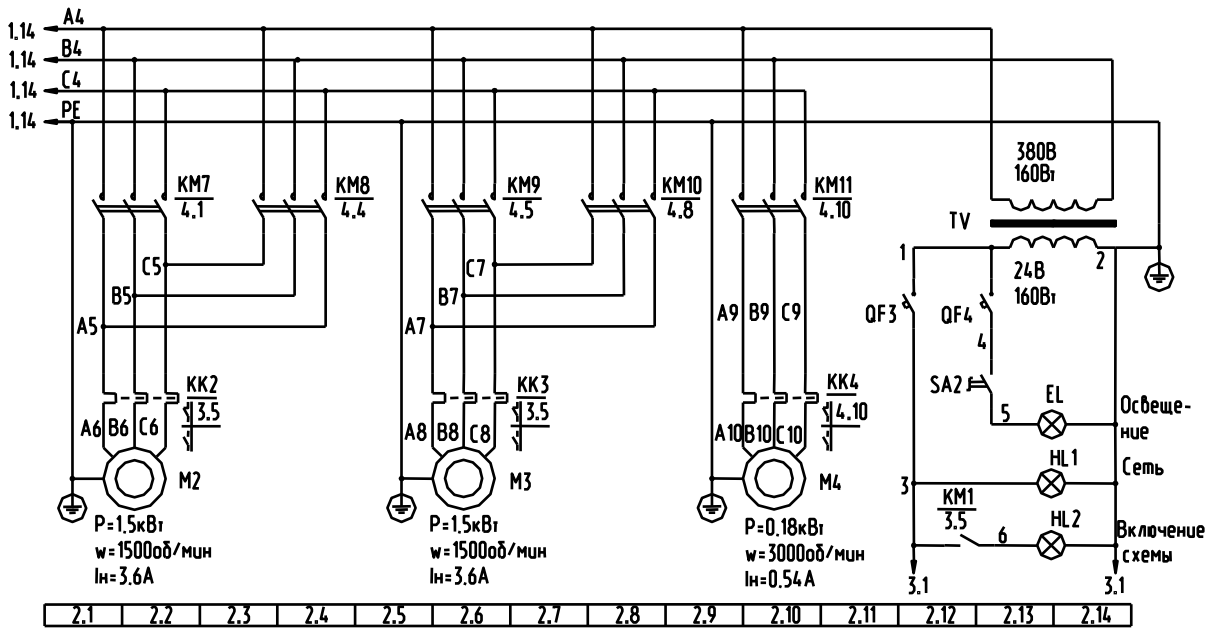 1.14 A4
1.14 B4
1.14 C4
1.14 PE
380В
160Вт
KM7
4.1
KM8
4.4
KM9
4.5
KM10
4.8
KM11
4.10
TV
1
2
24В
160Вт
C5
B5
A5
C7
B7
A7
A9 B9 C9
QF3
QF4
4
SA2
5
EL
Освеще-
ние
KK2
3.5
KK3
3.5
KK4
4.10
A6 B6 C6
A8 B8 C8
A10 B10 C10
M2
M3
M4
3
HL1
Сеть
KM1
3.5
6
HL2
Включение
схемы
P=1.5кВт
w=1500об/мин
Iн=3.6А
P=1.5кВт
w=1500об/мин
Iн=3.6А
P=0.18кВт
w=3000об/мин
Iн=0.54А
3.1
3.1
2.1 2.2 2.3 2.4 2.5 2.6 2.7 2.8 2.9 2.10 2.11 2.12 2.13 2.14